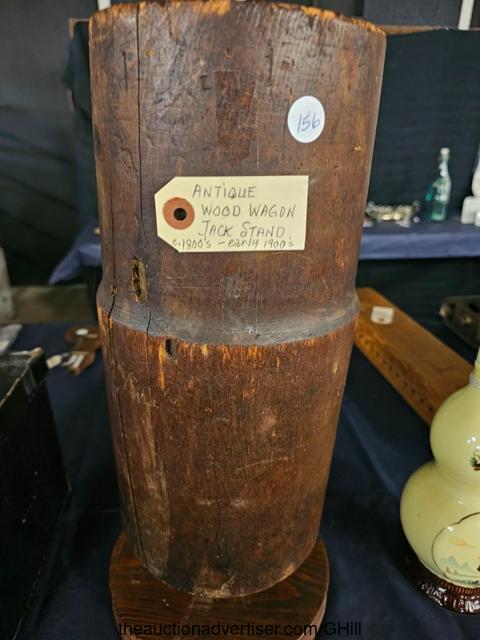 156
ANTIQUE
WOOD WAGON
JACK STAND
c.1800's - early 1900's
theauctionadvertiser.com/GHill